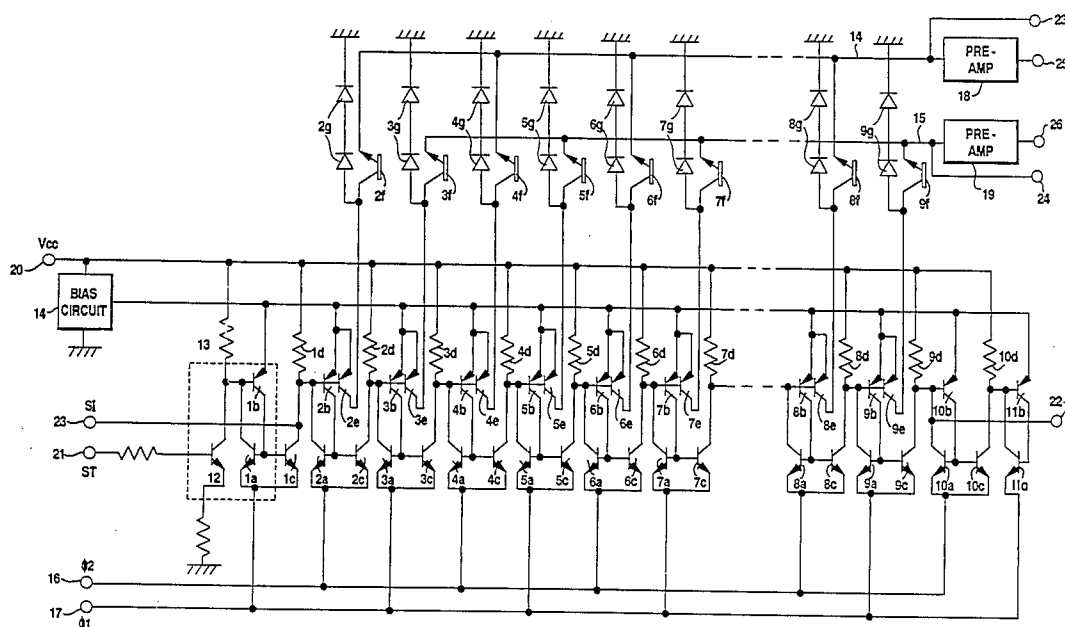 23
14
PRE-
AMP
25
18
2g
3g
4g
5g
6g
7g
8g
9g
15
PRE-
AMP
26
19
24
2f
3f
4f
5f
6f
7f
8f
9f
Vcc
20
BIAS
CIRCUIT
14
13
1d
2d
3d
4d
5d
6d
7d
8d
9d
10d
1b
2b
2e
3b
3e
4b
4e
5b
5e
6b
6e
7b
7e
8b
8e
9b
9e
10b
11b
22
SI
23
21
ST
12
1a
1c
2a
2c
3a
3c
4a
4c
5a
5c
6a
6c
7a
7c
8a
8c
9a
9c
10a
10c
11a
ϕ2
16
17
ϕ1